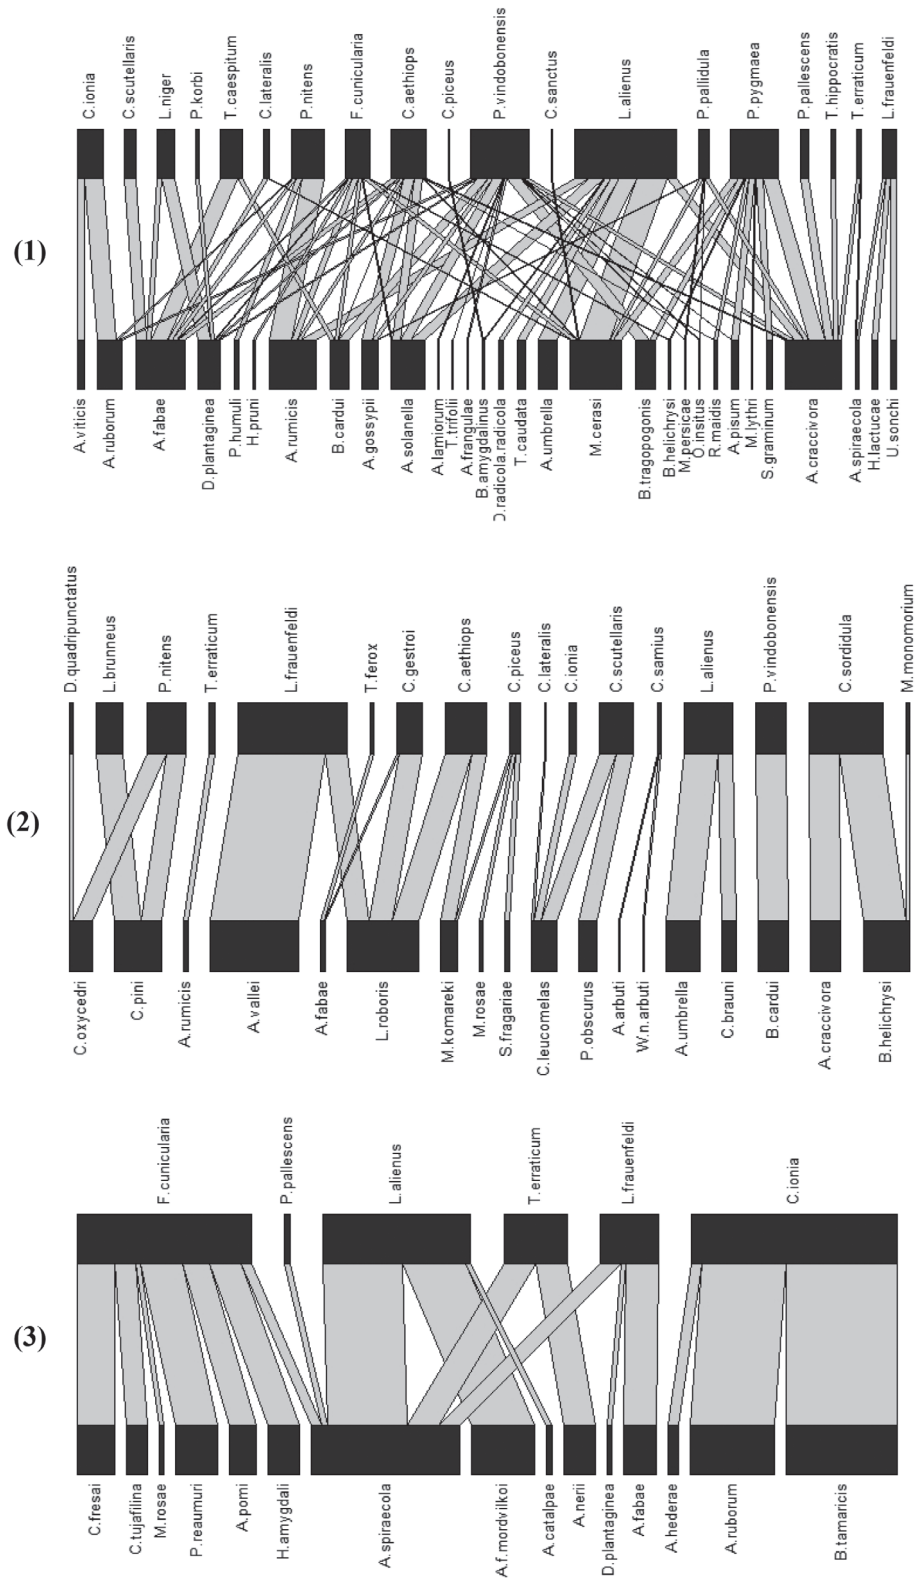 C.ionia
C.scutellaris
L.niger
P.korbi
T.caespitum
C.lateralis
P.nitens
F.cunicularia
C.aethiops
C.piceus
P.vindobonensis
C.sanctus
L.alienus
P.pallidula
P.pygmaea
P.pallescens
T.hippocratis
T.erraticum
L.frauenfeldi
(1)
A.viticis
A.ruborum
A.fabae
D.plantaginea
P.humuli
H.pruni
A.rumicis
B.cardui
A.gossypii
A.solanella
A.lamiorum
T.trifolii
A.frangulae
B.amygdalinus
D.radicola.radicola
T.caudata
A.umbrella
M.cerasi
B.tragopogonis
B.helichrysi
M.persicae
O.insitus
R.maidis
A.pisum
M.lythri
S.graminum
A.craccivora
A.spiraecola
H.lactucae
U.sonchi
D.quadripunctatus
L.brunneus
P.nitens
T.erraticum
L.frauenfeldi
T.ferox
C.gestroi
C.aethiops
C.piceus
C.lateralis
C.ionia
C.scutellaris
C.samius
L.alienus
P.vindobonensis
C.sordidula
M.monomorium
(2)
C.oxycedri
C.pini
A.rumicis
A.vallei
A.fabae
L.roboris
M.komareki
M.rosae
S.fragariae
C.leucomelas
P.obscurus
A.arbuti
W.n.arbuti
A.umbrella
C.brauni
B.cardui
A.craccivora
B.helichrysi
F.cunicularia
P.pallescens
L.alienus
T.erraticum
L.frauenfeldi
C.ionia
(3)
C.fresai
C.tujafilina
M.rosae
P.reaumuri
A.pomi
H.amygdali
A.spiraecola
A.f.mordvilkoi
A.catalpae
A.nerii
D.plantaginea
A.fabae
A.hederae
A.ruborum
B.tamaricis